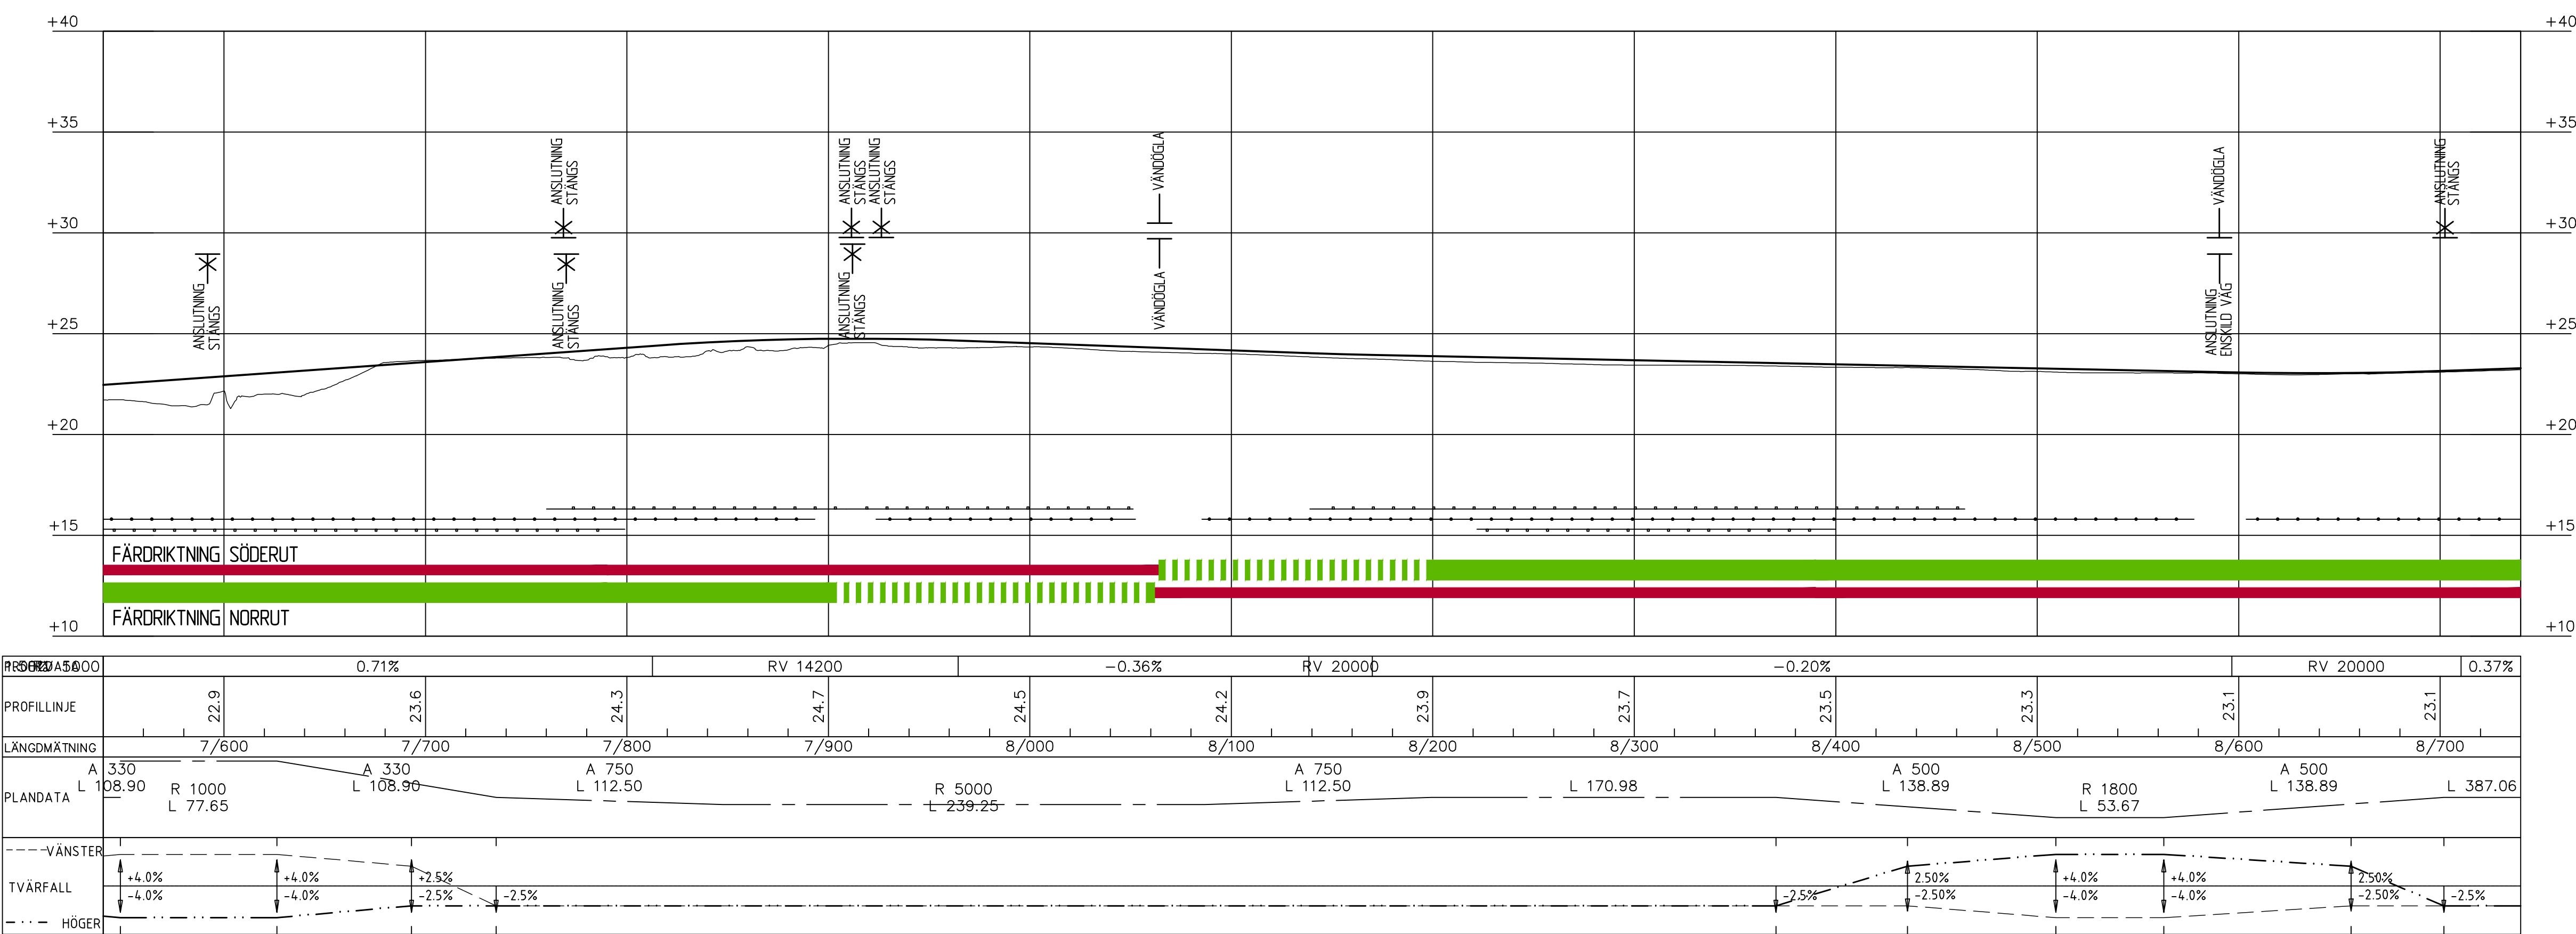 +40 +40
+35 +35
ANSLUTNING
STÄNGS
ANSLUTNING
STÄNGS
ANSLUTNING
STÄNGS
VÄNDÖGLA
VÄNDÖGLA
ANSLUTNING
STÄNGS
+30 +30
ANSLUTNING
STÄNGS
ANSLUTNING
STÄNGS
ANSLUTNING
STÄNGS
VÄNDÖGLA
ANSLUTNING
ENSKILD VÄG
+25 +25
+20 +20
+15 +15
FÄRDRIKTNING SÖDERUT
FÄRDRIKTNING NORRUT
+10 +10
PROFILDATA 0.71% RV 14200 -0.36% RV 20000 -0.20% RV 20000 0.37%
PROFILLINJE 22.9 23.6 24.3 24.7 24.5 24.2 23.9 23.7 23.5 23.3 23.1 23.1
LÄNGDMÄTNING 7/600 7/700 7/800 7/900 8/000 8/100 8/200 8/300 8/400 8/500 8/600 8/700
A 330 A 330 A 750 A 750 A 500 A 500
L 108.90 L 108.90 L 112.50 L 112.50 L 170.98 L 138.89 L 138.89 L 387.06
PLANDATA R 1000 R 5000 R 1800
L 77.65 L 239.25 L 53.67
VÄNSTER
+4.0% +4.0% +2.5% 2.50% +4.0% +4.0% 2.50%
TVÄRFALL
-4.0% -4.0% -2.5% -2.5% -2.5% -2.50% -4.0% -4.0% -2.50% -2.5%
HÖGER